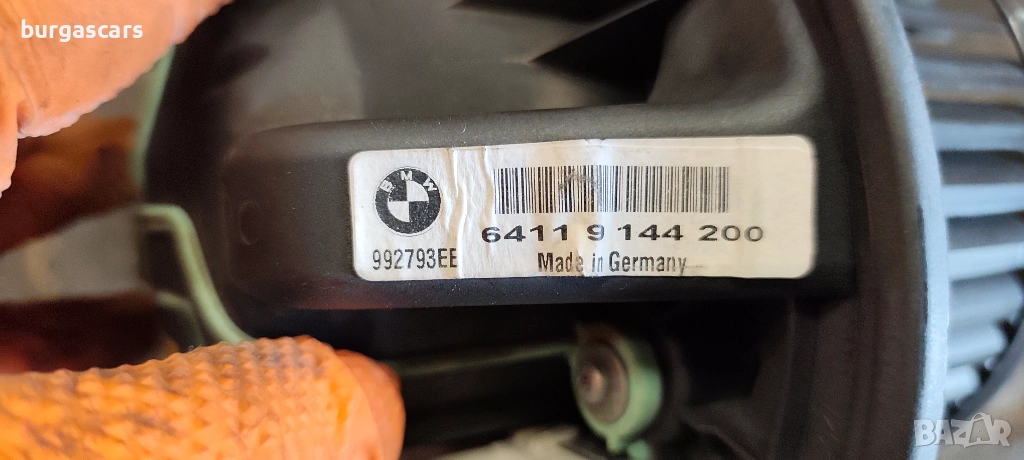 burgascars
BMW
992793EE
6411 9 144 200
Made in Germany
BAZAR